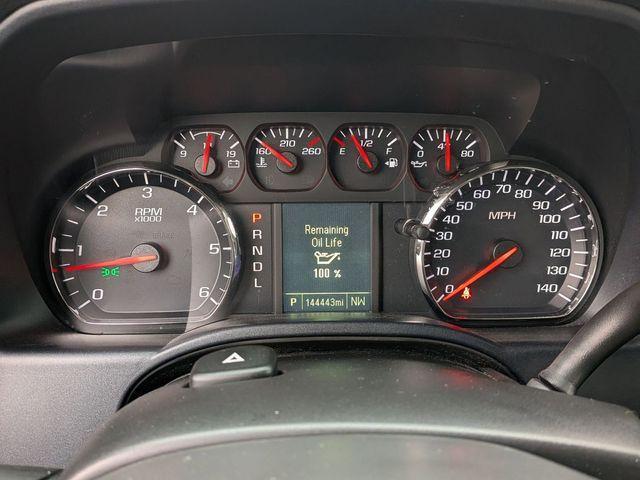 9 19
160 210 260
E 1/2 F
0 80
RPM
x1000
0 1 2 3 4 5 6
P
R
N
D
L
Remaining
Oil Life
100 %
P 144443mi NW
MPH
0 10 20 30 40 50 60 70 80 90 100 110 120 130 140